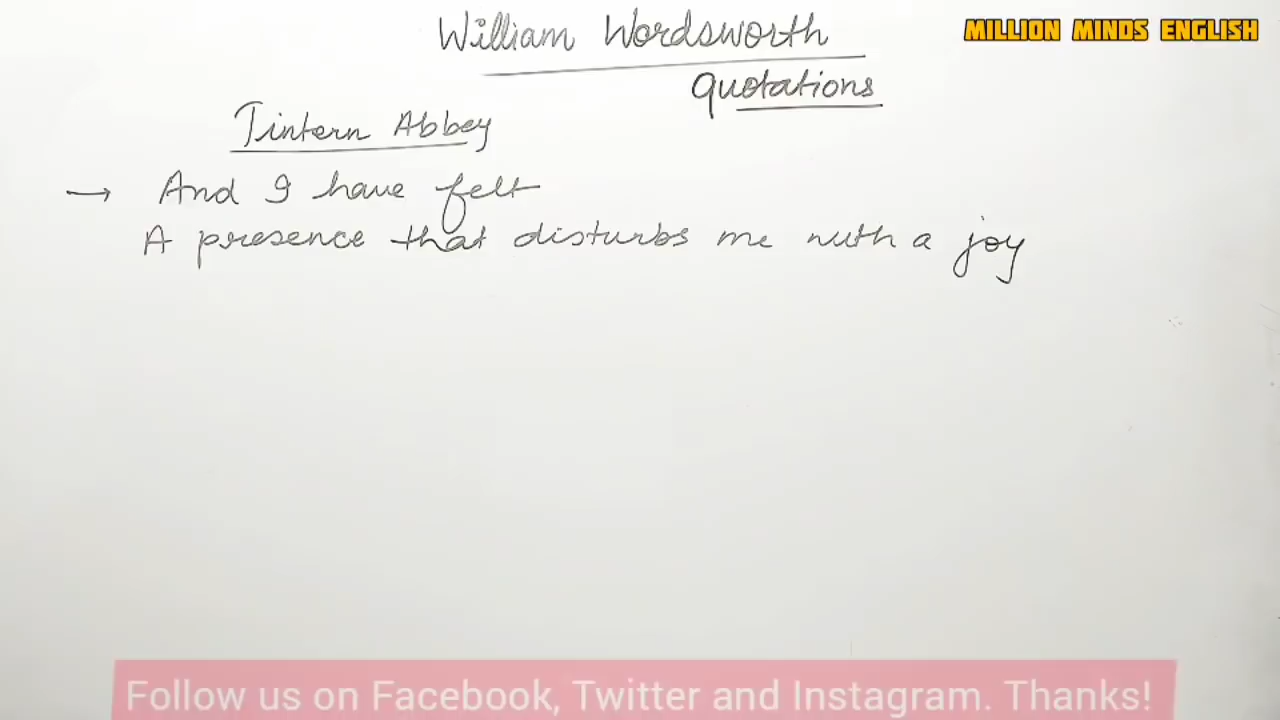 William Wordsworth
MILLION MINDS ENGLISH
Quotations
Tintern Abbey
→ And I have felt
A presence that disturbs me with a joy
Follow us on Facebook, Twitter and Instagram. Thanks!